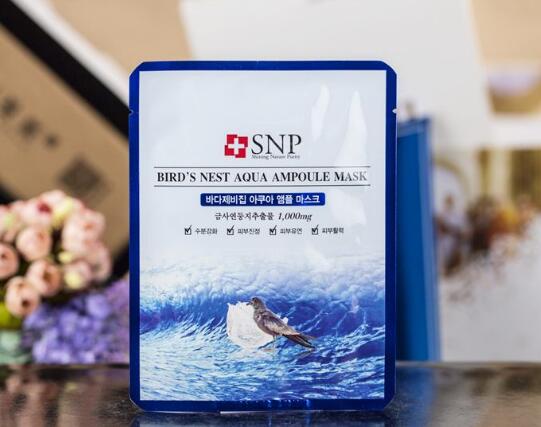 SNP
Shining Nature Purity
BIRD'S NEST AQUA AMPOULE MASK
바다제비집 아쿠아 앰플 마스크
금사연둥지추출물 1,000mg
수분강화 피부진정 피부유연 피부활력